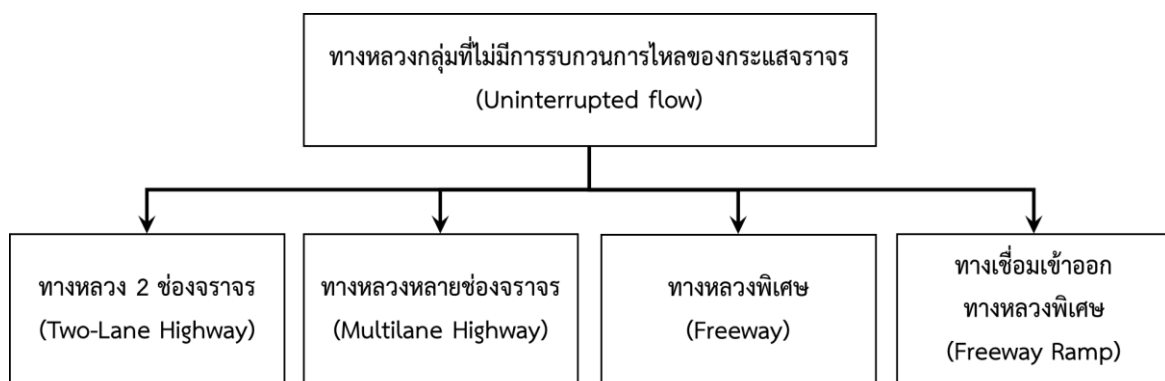 ทางหลวงกลุ่มที่ไม่มีการรบกวนการไหลของกระแสจราจร
(Uninterrupted flow)
ทางหลวง 2 ช่องจราจร
(Two-Lane Highway)
ทางหลวงหลายช่องจราจร
(Multilane Highway)
ทางหลวงพิเศษ
(Freeway)
ทางเชื่อมเข้าออก
ทางหลวงพิเศษ
(Freeway Ramp)